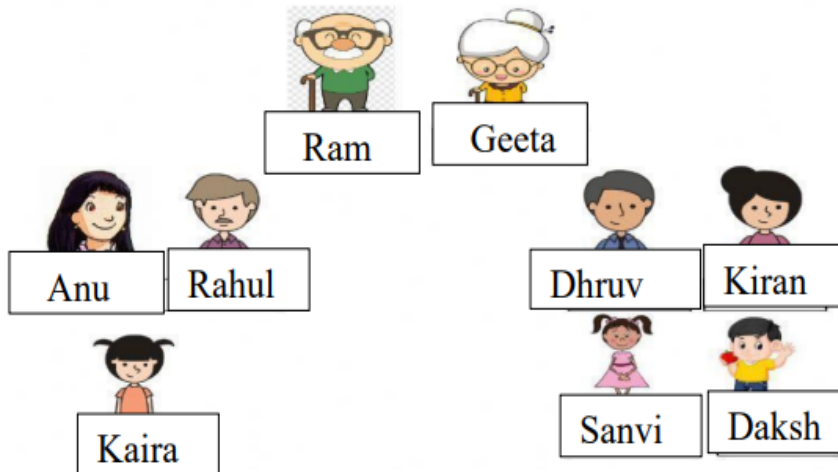 Ram
Geeta
Anu
Rahul
Dhruv
Kiran
Kaira
Sanvi
Daksh